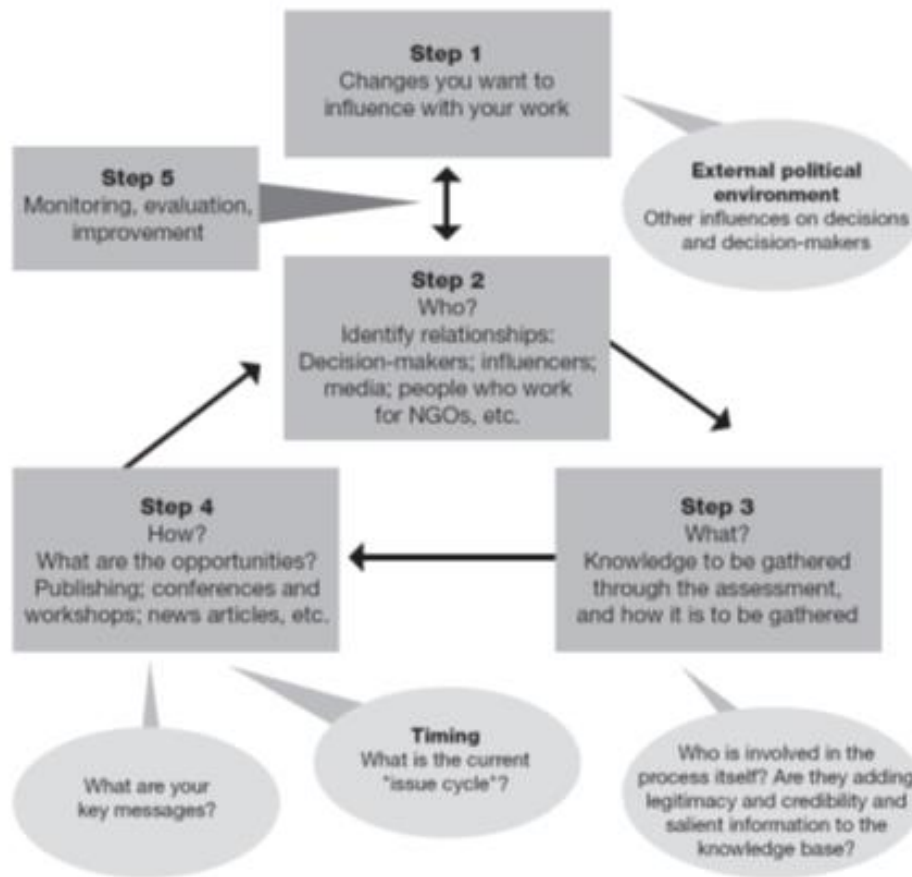 Step 1
Changes you want to
influence with your work
Step 5
Monitoring, evaluation,
improvement
External political
environment
Other influences on decisions
and decision-makers
Step 2
Who?
Identify relationships:
Decision-makers; influencers;
media; people who work
for NGOs, etc.
Step 4
How?
What are the opportunities?
Publishing; conferences and
workshops; news articles, etc.
Step 3
What?
Knowledge to be gathered
through the assessment,
and how it is to be gathered
What are your
key messages?
Timing
What is the current
"issue cycle"?
Who is involved in the
process itself? Are they adding
legitimacy and credibility and
salient information to the
knowledge base?